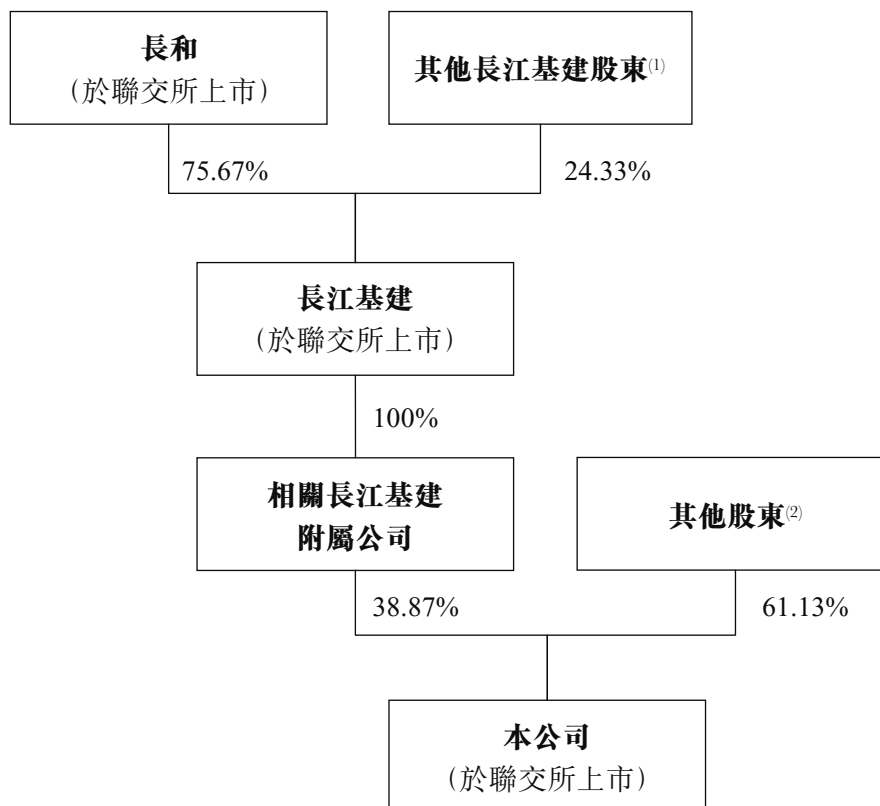 長和
(於聯交所上市)
其他長江基建股東(1)
75.67%
24.33%
長江基建
(於聯交所上市)
100%
相關長江基建
附屬公司
其他股東(2)
38.87%
61.13%
本公司
(於聯交所上市)